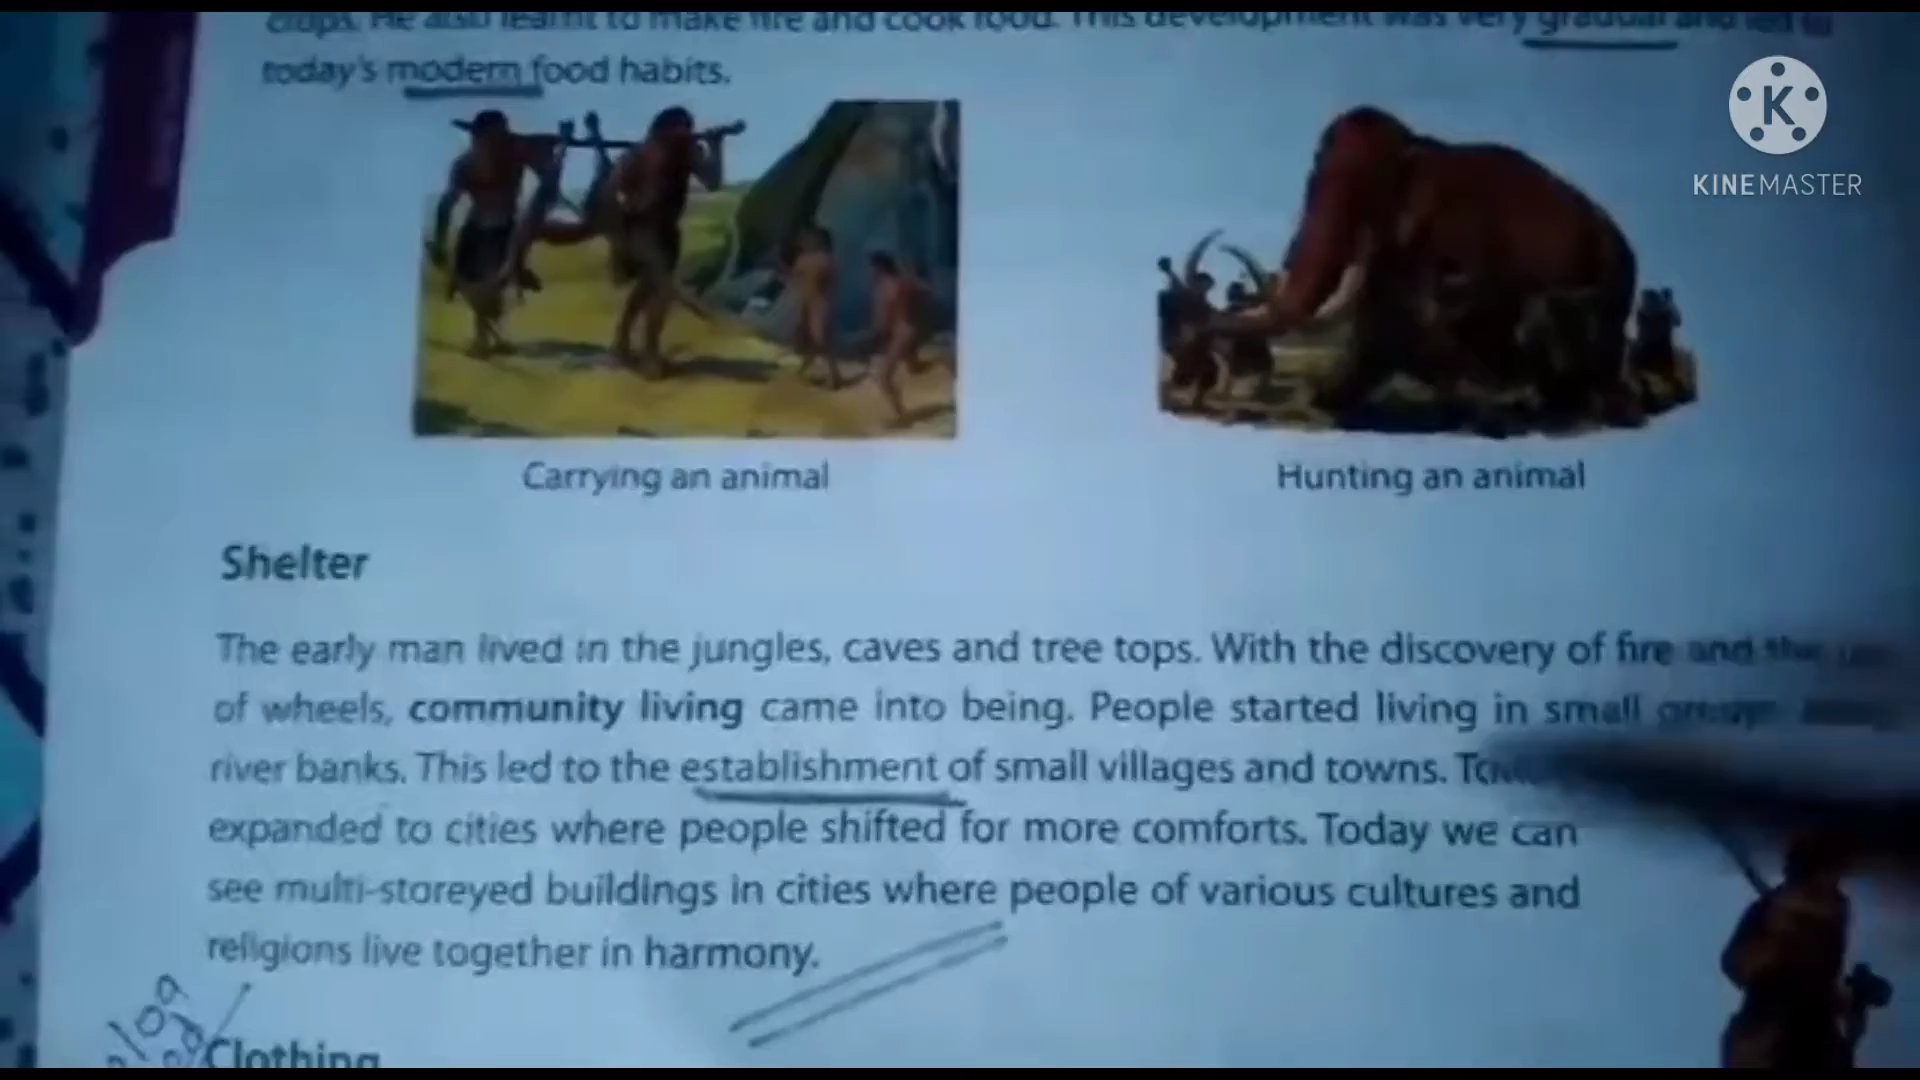 crops. He also learnt to make fire and cook food. This development was very gradual and led to
today's modern food habits.
KINEMASTER
Carrying an animal
Hunting an animal
Shelter
The early man lived in the jungles, caves and tree tops. With the discovery of fire and the
of wheels, community living came into being. People started living in small
river banks. This led to the establishment of small villages and towns.
expanded to cities where people shifted for more comforts. Today we can
see multi-storeyed buildings in cities where people of various cultures and
religions live together in harmony.
Clothing